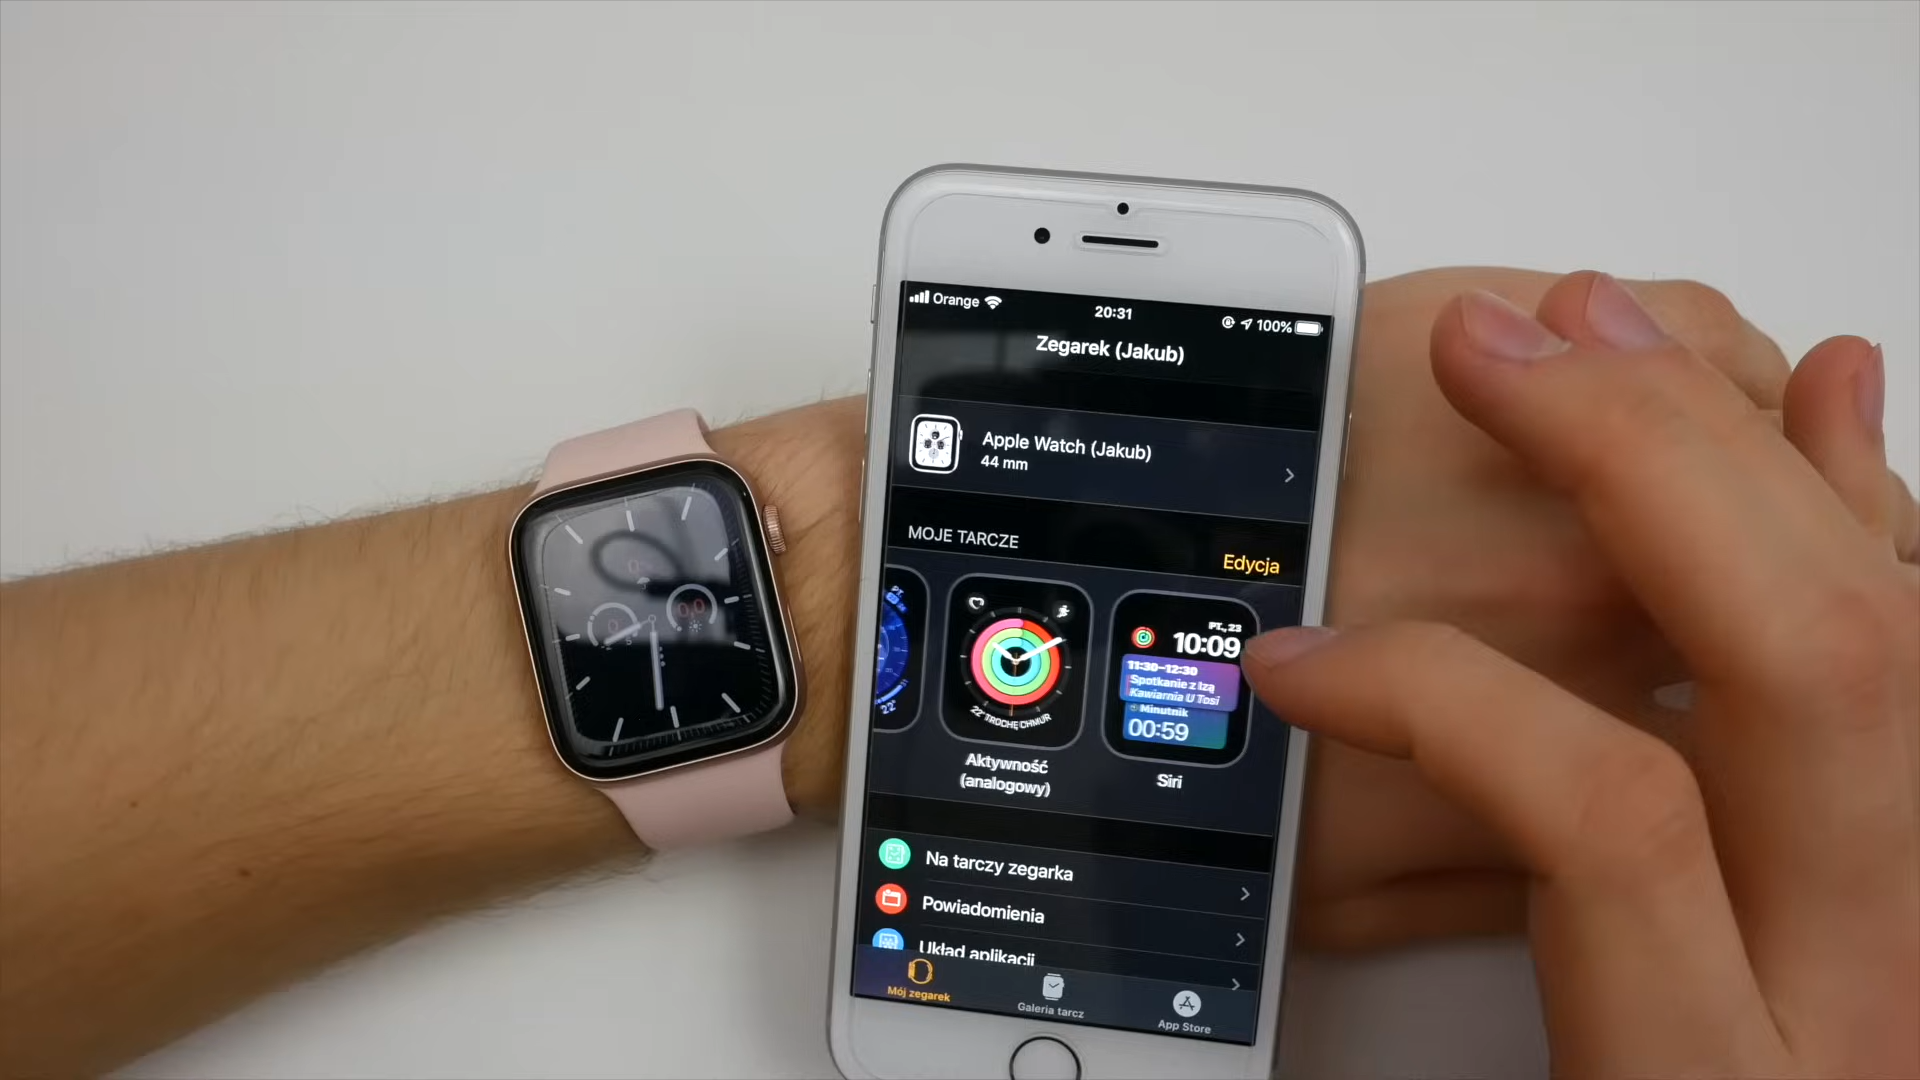 Orange
20:31
100%
Zegarek (Jakub)
Apple Watch (Jakub)
44 mm
MOJE TARCZE
Edycja
22°
22° TROCHĘ CHMUR
Aktywność
(analogowy)
PT., 23
10:09
11:30–12:30
Spotkanie z Izą
Kawiarnia U Tosi
Minutnik
00:59
Siri
Na tarczy zegarka
Powiadomienia
Układ aplikacji
Mój zegarek
Galeria tarcz
App Store